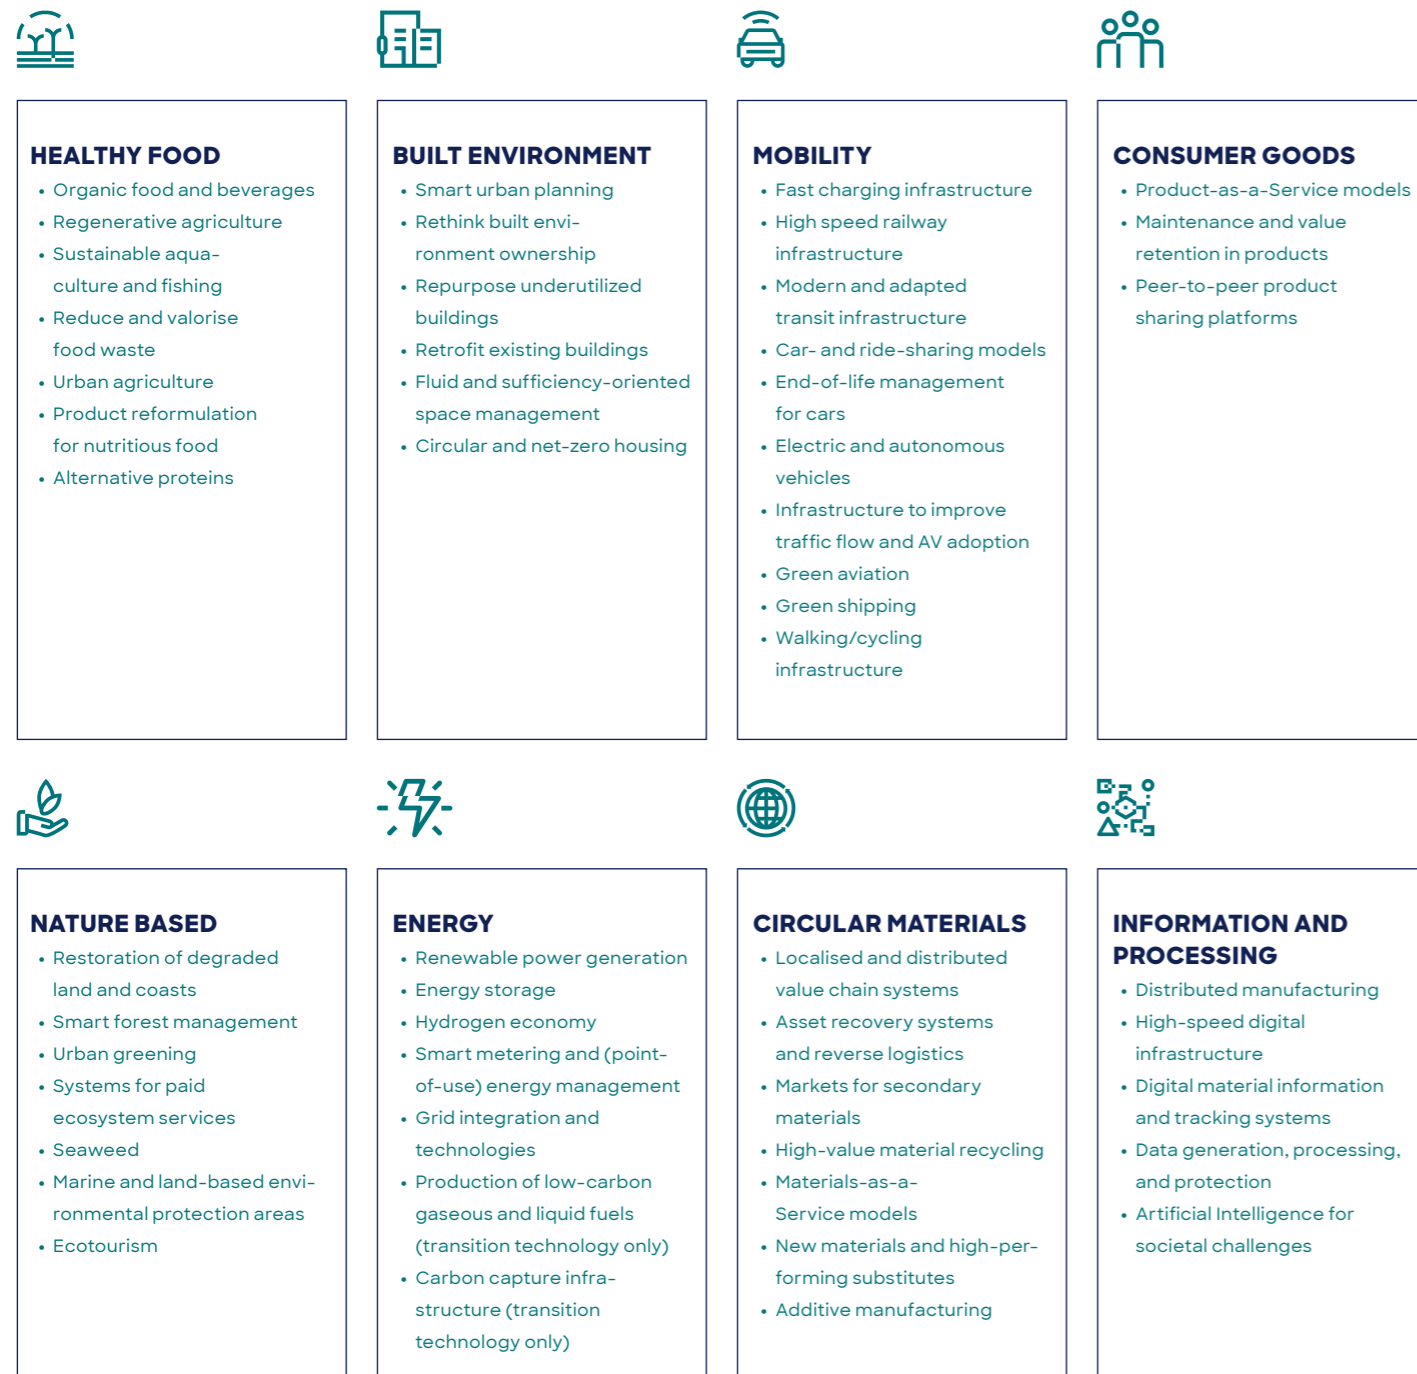 HEALTHY FOOD
• Organic food and beverages
• Regenerative agriculture
• Sustainable aqua-
culture and fishing
• Reduce and valorise
food waste
• Urban agriculture
• Product reformulation
for nutritious food
• Alternative proteins
BUILT ENVIRONMENT
• Smart urban planning
• Rethink built envi-
ronment ownership
• Repurpose underutilized
buildings
• Retrofit existing buildings
• Fluid and sufficiency-oriented
space management
• Circular and net-zero housing
MOBILITY
• Fast charging infrastructure
• High speed railway
infrastructure
• Modern and adapted
transit infrastructure
• Car- and ride-sharing models
• End-of-life management
for cars
• Electric and autonomous
vehicles
• Infrastructure to improve
traffic flow and AV adoption
• Green aviation
• Green shipping
• Walking/cycling
infrastructure
CONSUMER GOODS
• Product-as-a-Service models
• Maintenance and value
retention in products
• Peer-to-peer product
sharing platforms
NATURE BASED
• Restoration of degraded
land and coasts
• Smart forest management
• Urban greening
• Systems for paid
ecosystem services
• Seaweed
• Marine and land-based envi-
ronmental protection areas
• Ecotourism
ENERGY
• Renewable power generation
• Energy storage
• Hydrogen economy
• Smart metering and (point-
of-use) energy management
• Grid integration and
technologies
• Production of low-carbon
gaseous and liquid fuels
(transition technology only)
• Carbon capture infra-
structure (transition
technology only)
CIRCULAR MATERIALS
• Localised and distributed
value chain systems
• Asset recovery systems
and reverse logistics
• Markets for secondary
materials
• High-value material recycling
• Materials-as-a-
Service models
• New materials and high-per-
forming substitutes
• Additive manufacturing
INFORMATION AND
PROCESSING
• Distributed manufacturing
• High-speed digital
infrastructure
• Digital material information
and tracking systems
• Data generation, processing,
and protection
• Artificial Intelligence for
societal challenges